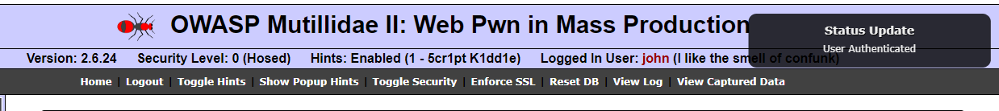 OWASP Mutillidae II: Web Pwn in Mass Production
Status Update
User Authenticated
Version: 2.6.24 Security Level: 0 (Hosed) Hints: Enabled (1 - 5cr1pt K1dd1e) Logged In User: john (I like the smell of confunk)
Home | Logout | Toggle Hints | Show Popup Hints | Toggle Security | Enforce SSL | Reset DB | View Log | View Captured Data